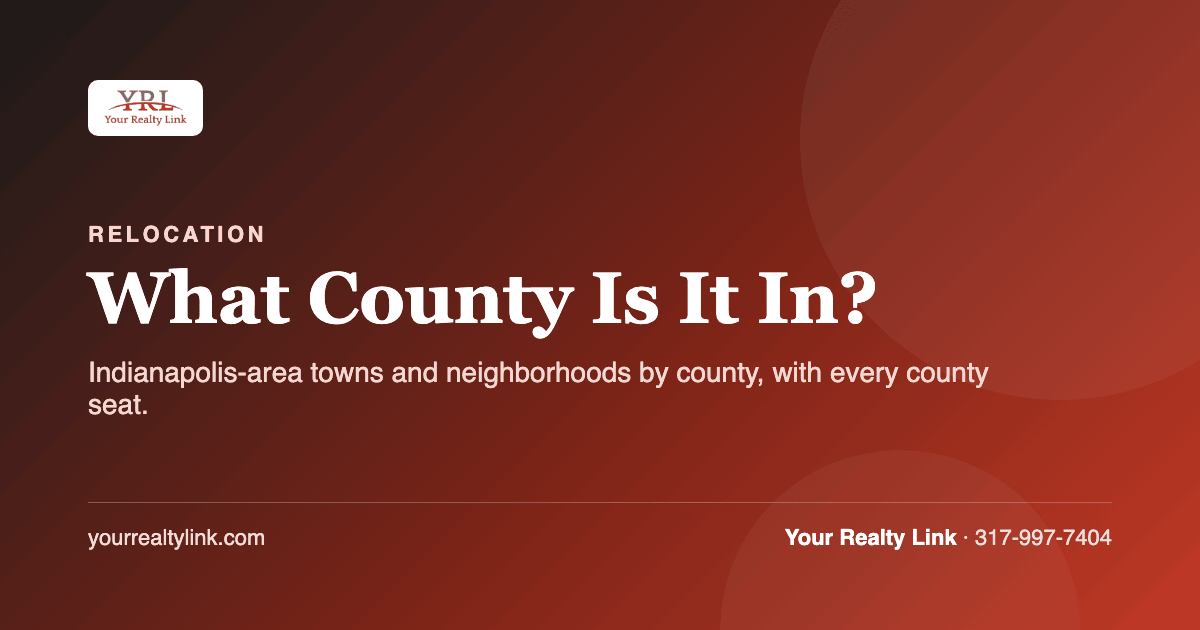 YRL
Your Realty Link
RELOCATION
What County Is It In?
Indianapolis-area towns and neighborhoods by county, with every county
seat.
yourrealtylink.com
Your Realty Link · 317-997-7404